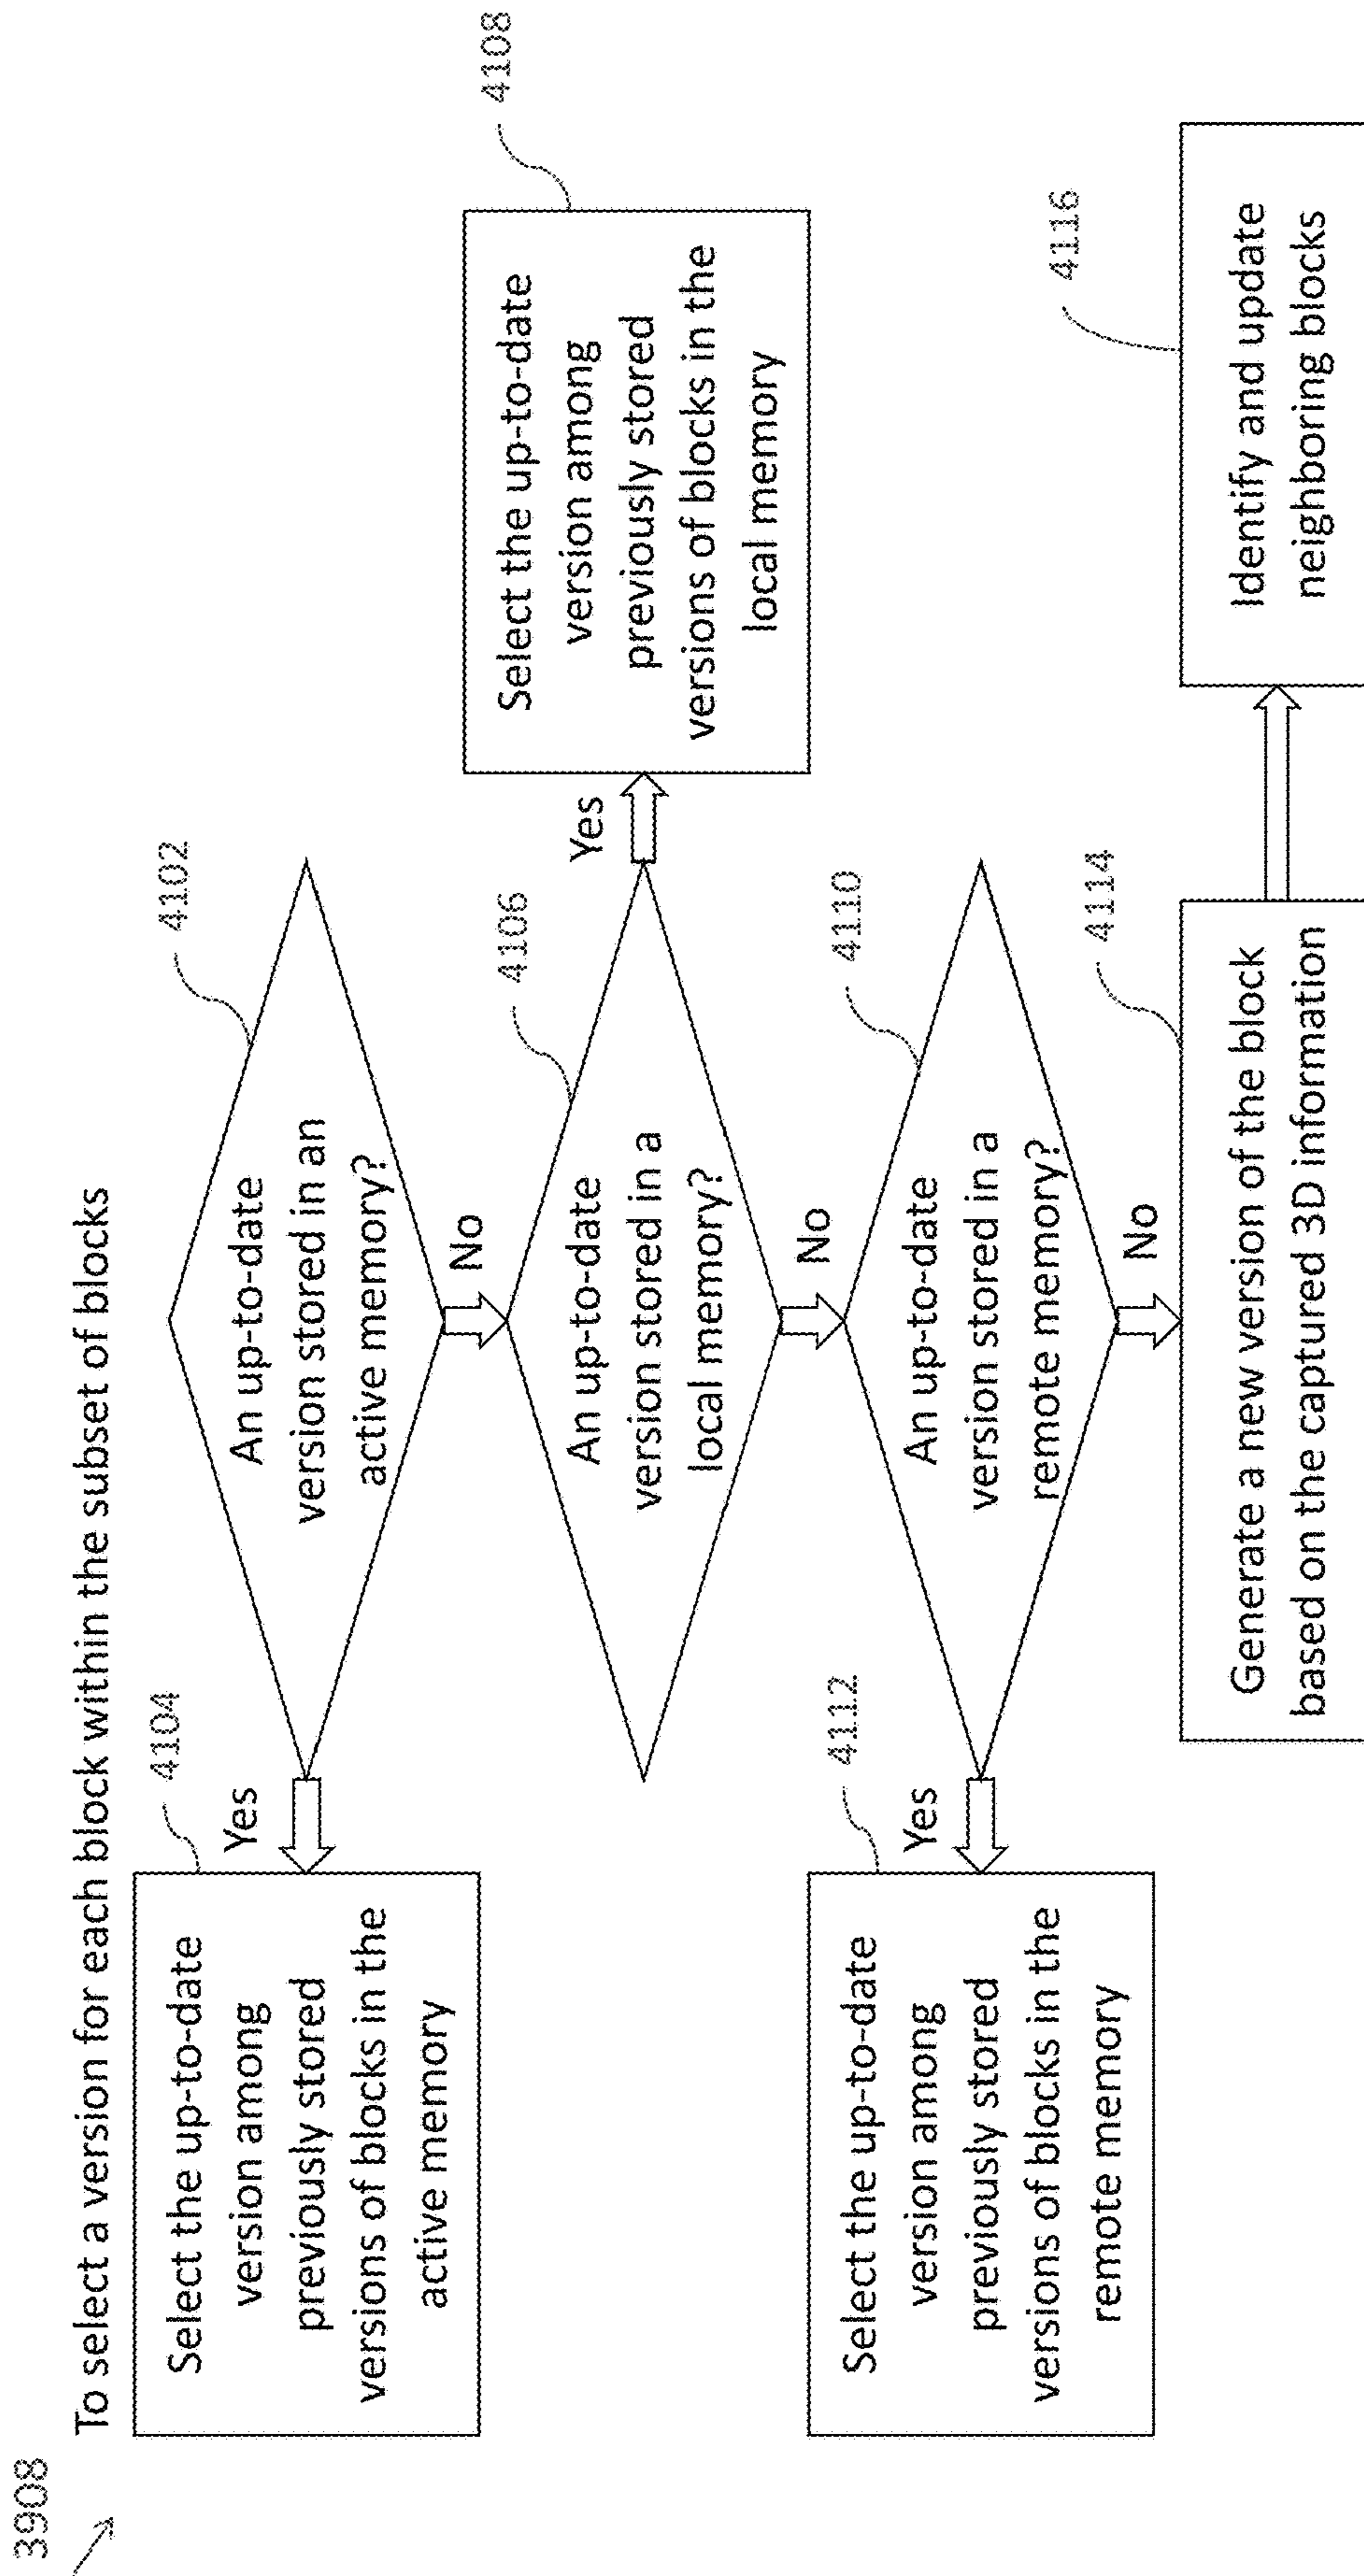 3908
To select a version for each block within the subset of blocks
4102
An up-to-date
version stored in an
active memory?
Yes
4104
Select the up-to-date
version among
previously stored
versions of blocks in the
active memory
No
4106
An up-to-date
version stored in a
local memory?
Yes
4108
Select the up-to-date
version among
previously stored
versions of blocks in the
local memory
No
4110
An up-to-date
version stored in a
remote memory?
Yes
4112
Select the up-to-date
version among
previously stored
versions of blocks in the
remote memory
No
4114
Generate a new version of the block
based on the captured 3D information
4116
Identify and update
neighboring blocks